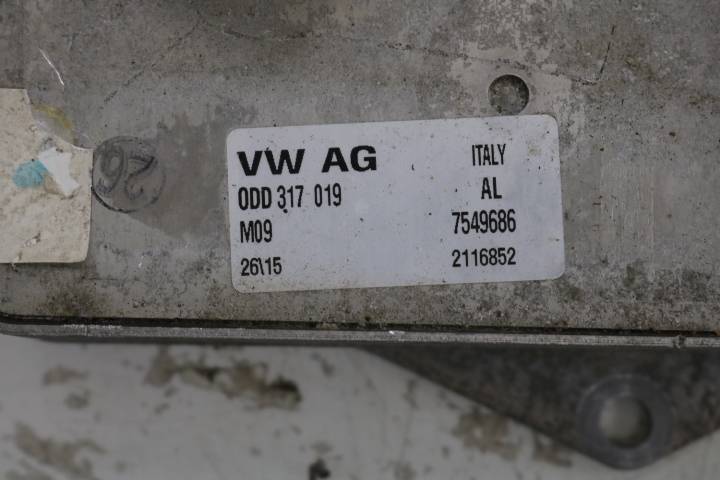 VW AG ITALY
0DD 317 019 AL
M09 7549686
26\15 2116852
26